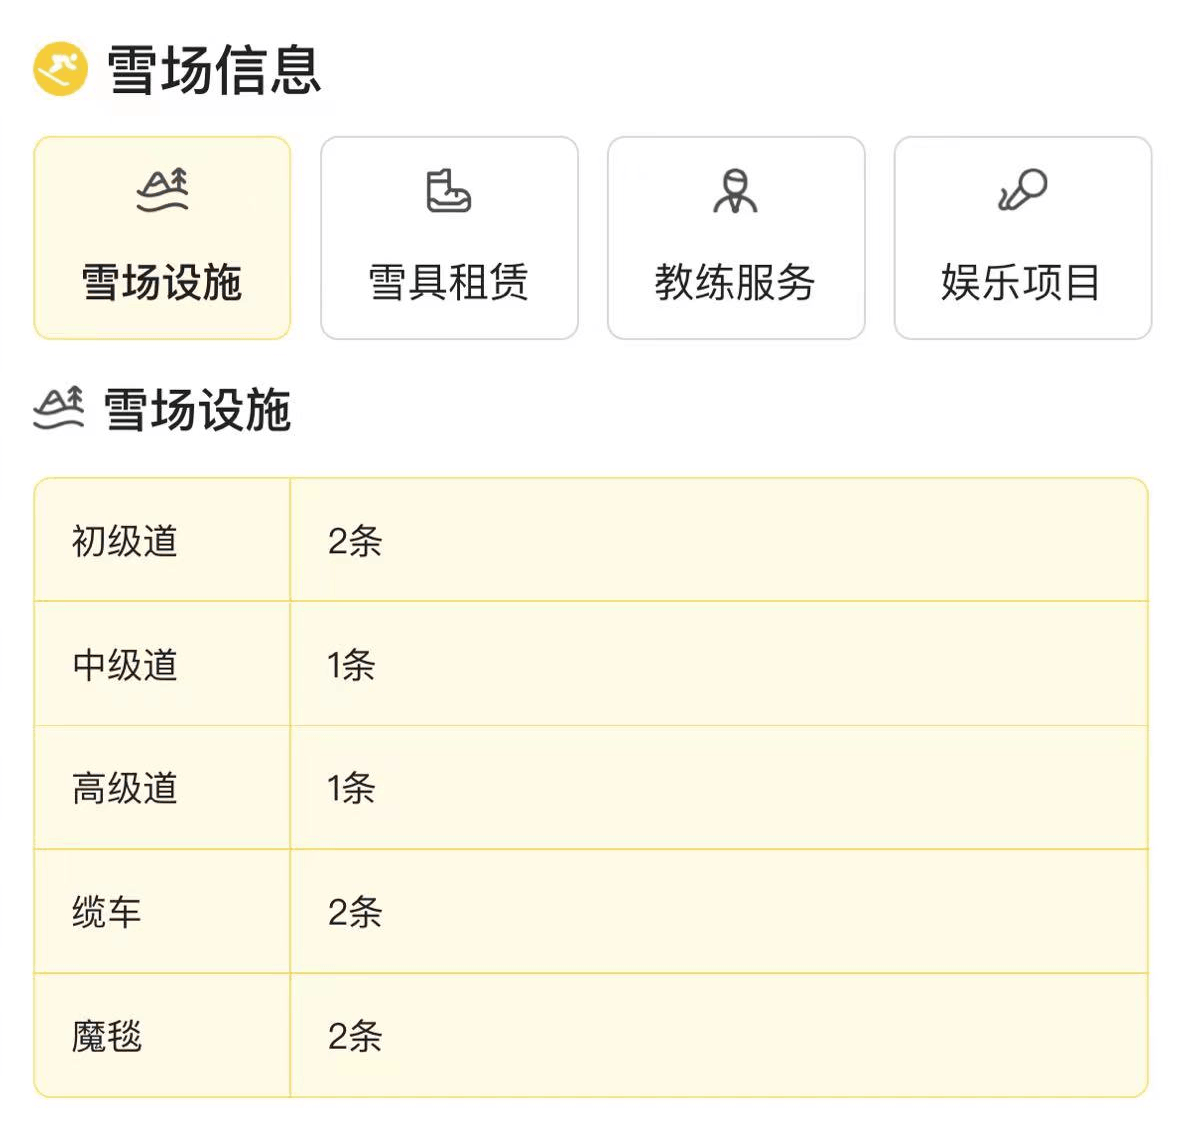 雪场信息
雪场设施 雪具租赁 教练服务 娱乐项目
雪场设施
初级道 2条
中级道 1条
高级道 1条
缆车 2条
魔毯 2条